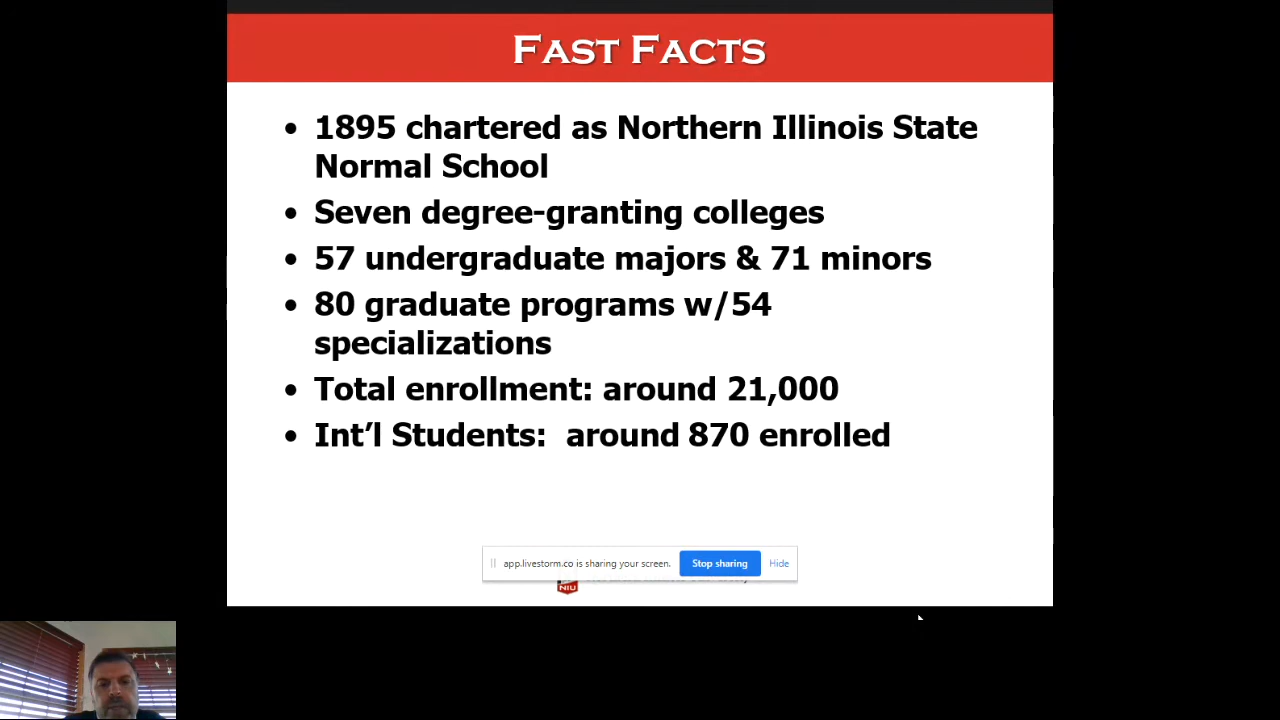 FAST FACTS
• 1895 chartered as Northern Illinois State
Normal School
• Seven degree-granting colleges
• 57 undergraduate majors & 71 minors
• 80 graduate programs w/54
specializations
• Total enrollment: around 21,000
• Int’l Students:  around 870 enrolled
app.livestorm.co is sharing your screen. Stop sharing Hide
NIU